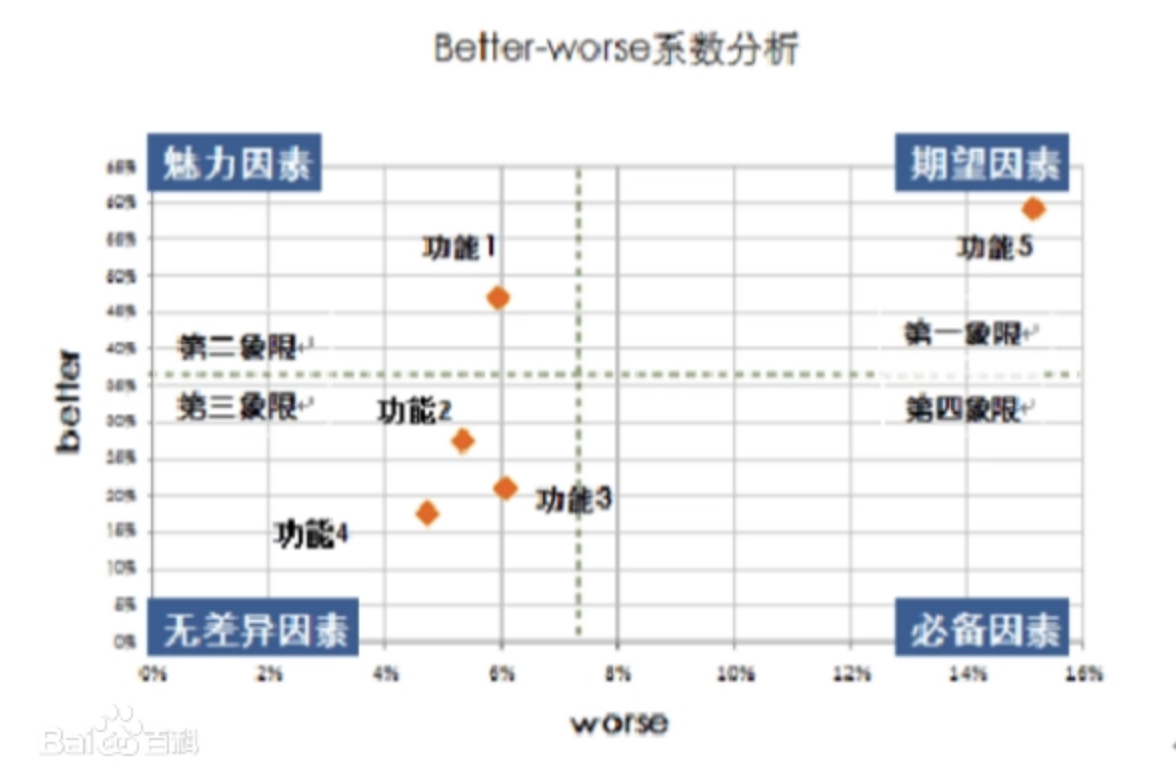 Better-worse系数分析
魅力因素
期望因素
65%
60%
55%
50%
45%
40%
35%
30%
25%
20%
15%
10%
5%
0%
功能1
功能5
第二象限
第一象限
第三象限
第四象限
功能2
功能3
功能4
better
无差异因素
必备因素
0%
2%
4%
6%
8%
10%
12%
14%
16%
worse
Baidu百科